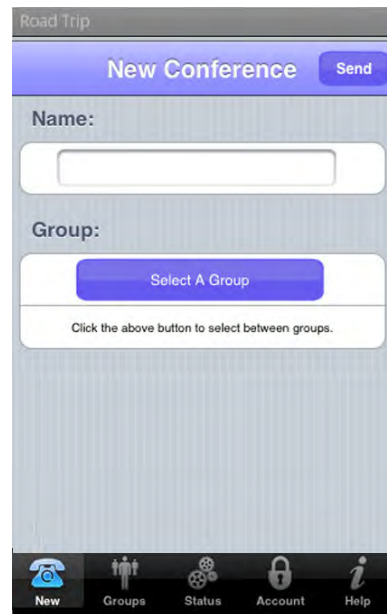 Road Trip
New Conference Send
Name:
Group:
Select A Group
Click the above button to select between groups.
New Groups Status Account Help